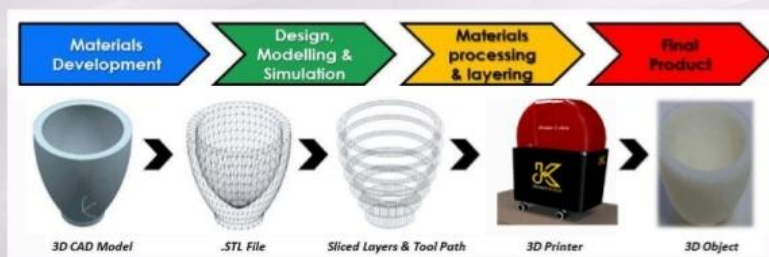 Materials
Development
Design,
Modelling &
Simulation
Materials
processing
& layering
Final
Product
3D CAD Model
.STL File
Sliced Layers & Tool Path
3D Printer
3D Object